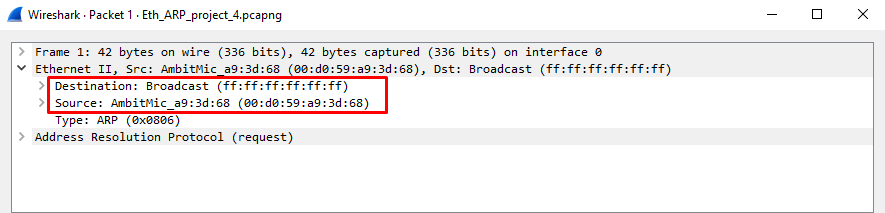 Wireshark · Packet 1 · Eth_ARP_project_4.pcapng
Frame 1: 42 bytes on wire (336 bits), 42 bytes captured (336 bits) on interface 0
Ethernet II, Src: AmbitMic_a9:3d:68 (00:d0:59:a9:3d:68), Dst: Broadcast (ff:ff:ff:ff:ff:ff)
Destination: Broadcast (ff:ff:ff:ff:ff:ff)
Source: AmbitMic_a9:3d:68 (00:d0:59:a9:3d:68)
Type: ARP (0x0806)
Address Resolution Protocol (request)